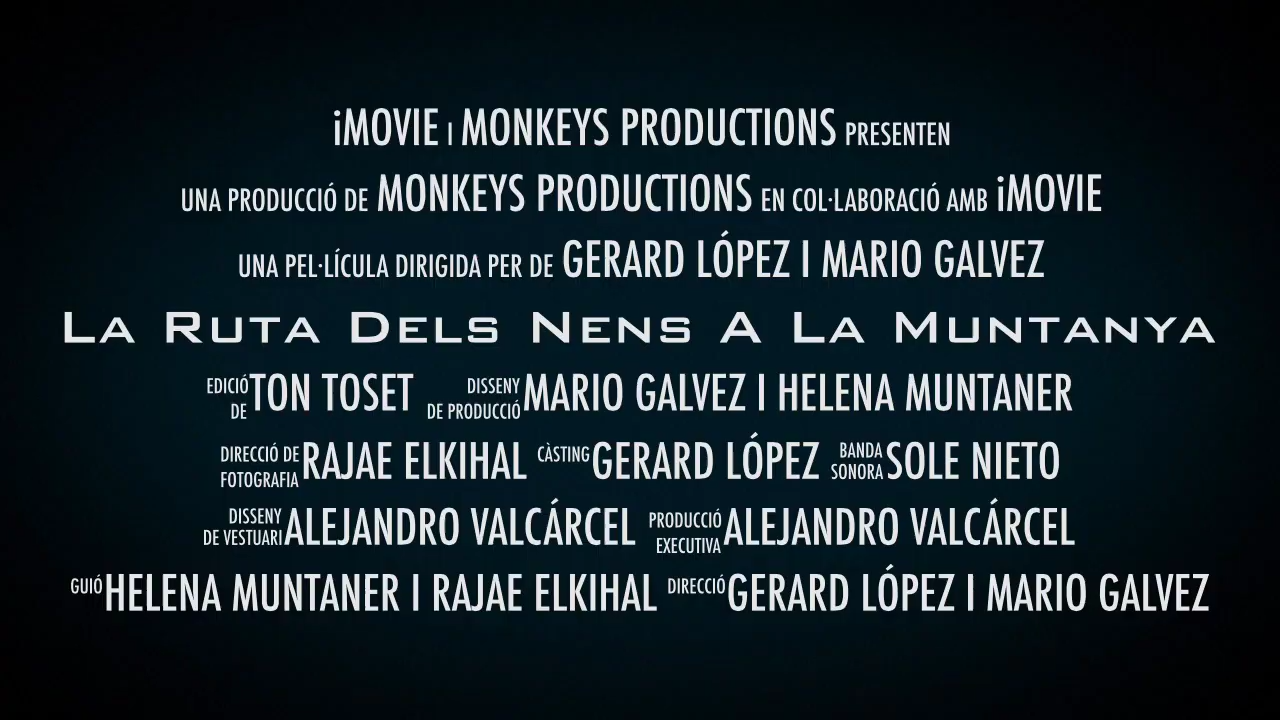 iMOVIE I MONKEYS PRODUCTIONS PRESENTEN
UNA PRODUCCIÓ DE MONKEYS PRODUCTIONS EN COL·LABORACIÓ AMB iMOVIE
UNA PEL·LÍCULA DIRIGIDA PER DE GERARD LÓPEZ I MARIO GALVEZ
La Ruta Dels Nens A La Muntanya
EDICIÓ DE TON TOSET DISSENY DE PRODUCCIÓ MARIO GALVEZ I HELENA MUNTANER
DIRECCIÓ DE FOTOGRAFIA RAJAE ELKIHAL CÀSTING GERARD LÓPEZ BANDA SONORA SOLE NIETO
DISSENY DE VESTUARI ALEJANDRO VALCÁRCEL PRODUCCIÓ EXECUTIVA ALEJANDRO VALCÁRCEL
GUIÓ HELENA MUNTANER I RAJAE ELKIHAL DIRECCIÓ GERARD LÓPEZ I MARIO GALVEZ